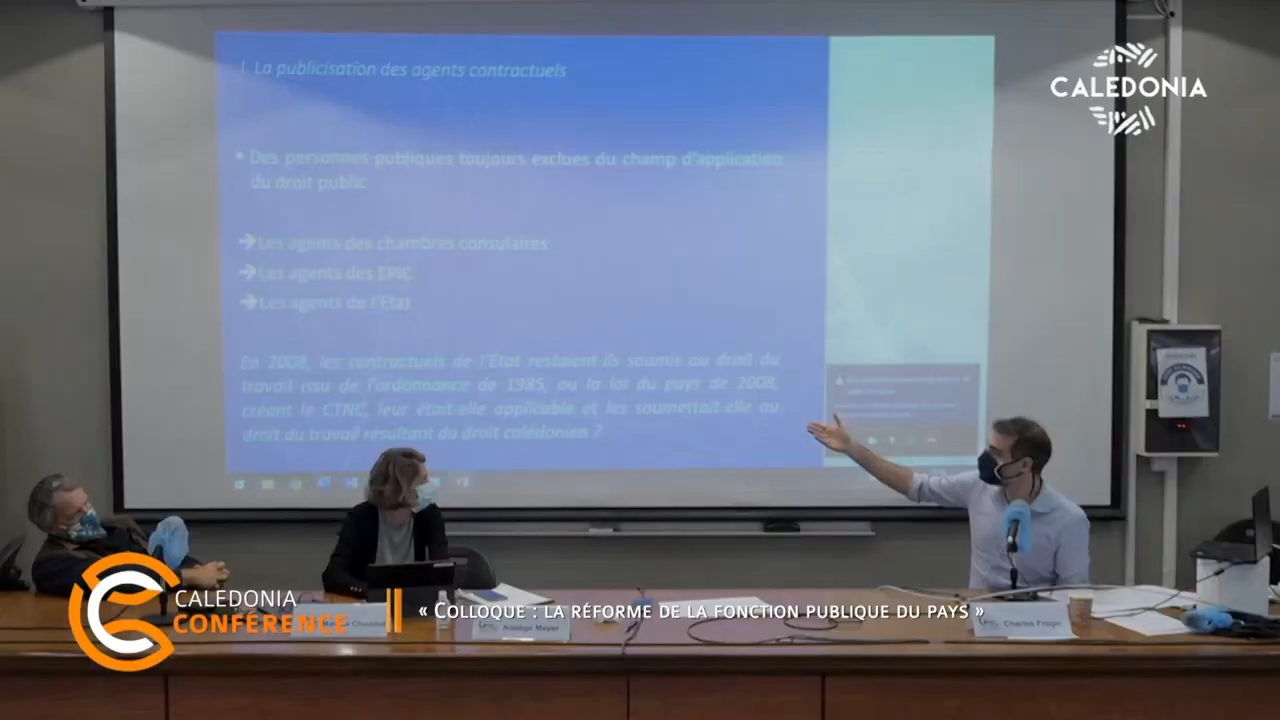 I. La publicisation des agents contractuels
CALEDONIA
• Des personnes publiques toujours exclues du champ d'application
du droit public
➔Les agents des chambres consulaires
➔Les agents des EPIC
➔Les agents de l'Etat
En 2008, les contractuels de l'Etat restaient-ils soumis au droit du
travail issu de l'ordonnance de 1985, ou la loi du pays de 2008,
créant le CTNC, leur était-elle applicable et les soumettait-elle au
droit du travail résultant du droit calédonien ?
CALEDONIA
CONFÉRENCE
« Colloque : la réforme de la fonction publique du pays »
Nadège Meyer
Charles Froger